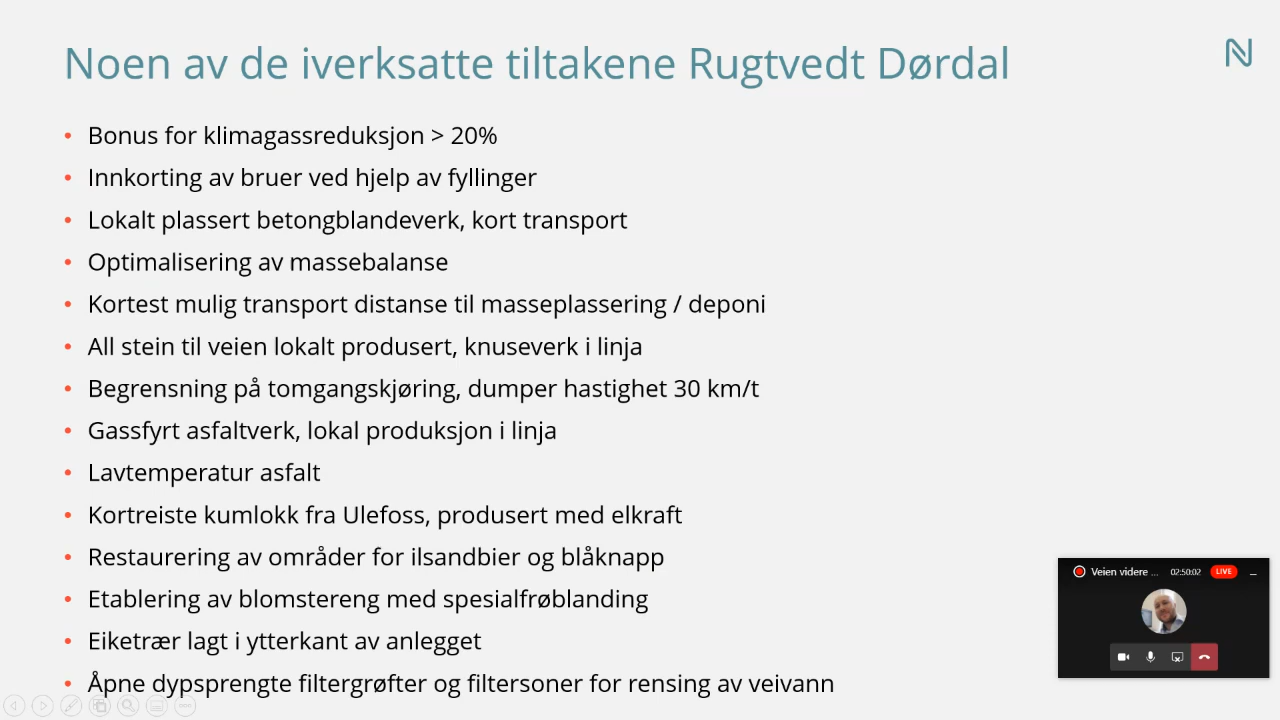 Noen av de iverksatte tiltakene Rugtvedt Dørdal
• Bonus for klimagassreduksjon > 20%
• Innkorting av bruer ved hjelp av fyllinger
• Lokalt plassert betongblandeverk, kort transport
• Optimalisering av massebalanse
• Kortest mulig transport distanse til masseplassering / deponi
• All stein til veien lokalt produsert, knuseverk i linja
• Begrensning på tomgangskjøring, dumper hastighet 30 km/t
• Gassfyrt asfaltverk, lokal produksjon i linja
• Lavtemperatur asfalt
• Kortreiste kumlokk fra Ulefoss, produsert med elkraft
• Restaurering av områder for ilsandbier og blåknapp
• Etablering av blomstereng med spesialfrøblanding
• Eiketrær lagt i ytterkant av anlegget
• Åpne dypsprengte filtergrøfter og filtersoner for rensing av veivann
Veien videre ... 02:50:02 LIVE